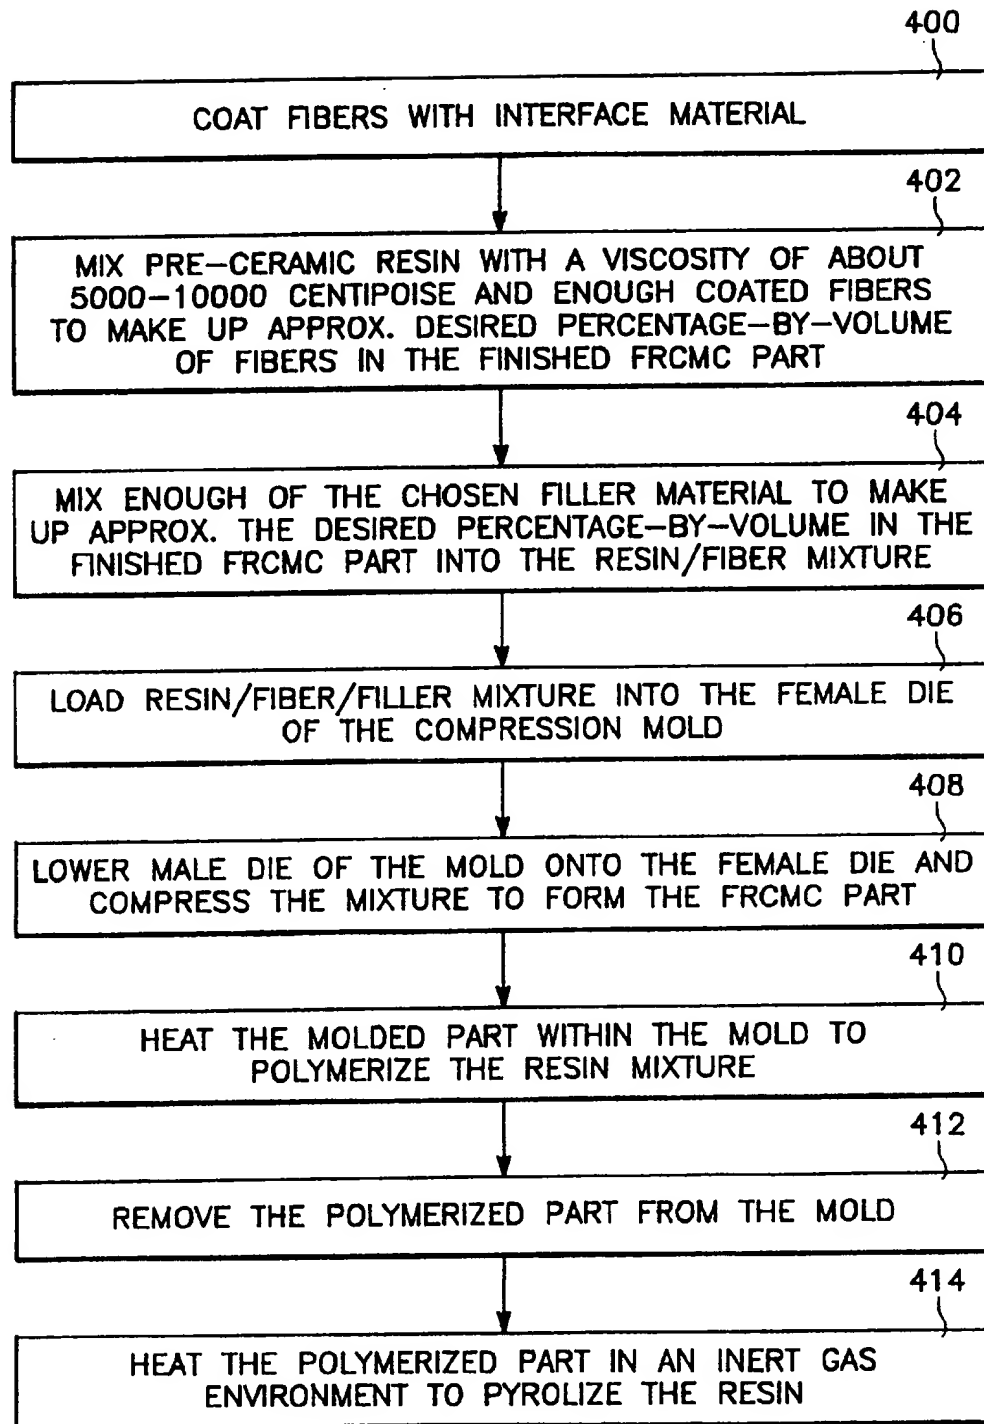 400
COAT FIBERS WITH INTERFACE MATERIAL
402
MIX PRE-CERAMIC RESIN WITH A VISCOSITY OF ABOUT
5000-10000 CENTIPOISE AND ENOUGH COATED FIBERS
TO MAKE UP APPROX. DESIRED PERCENTAGE-BY-VOLUME
OF FIBERS IN THE FINISHED FRCMC PART
404
MIX ENOUGH OF THE CHOSEN FILLER MATERIAL TO MAKE
UP APPROX. THE DESIRED PERCENTAGE-BY-VOLUME IN THE
FINISHED FRCMC PART INTO THE RESIN/FIBER MIXTURE
406
LOAD RESIN/FIBER/FILLER MIXTURE INTO THE FEMALE DIE
OF THE COMPRESSION MOLD
408
LOWER MALE DIE OF THE MOLD ONTO THE FEMALE DIE AND
COMPRESS THE MIXTURE TO FORM THE FRCMC PART
410
HEAT THE MOLDED PART WITHIN THE MOLD TO
POLYMERIZE THE RESIN MIXTURE
412
REMOVE THE POLYMERIZED PART FROM THE MOLD
414
HEAT THE POLYMERIZED PART IN AN INERT GAS
ENVIRONMENT TO PYROLIZE THE RESIN